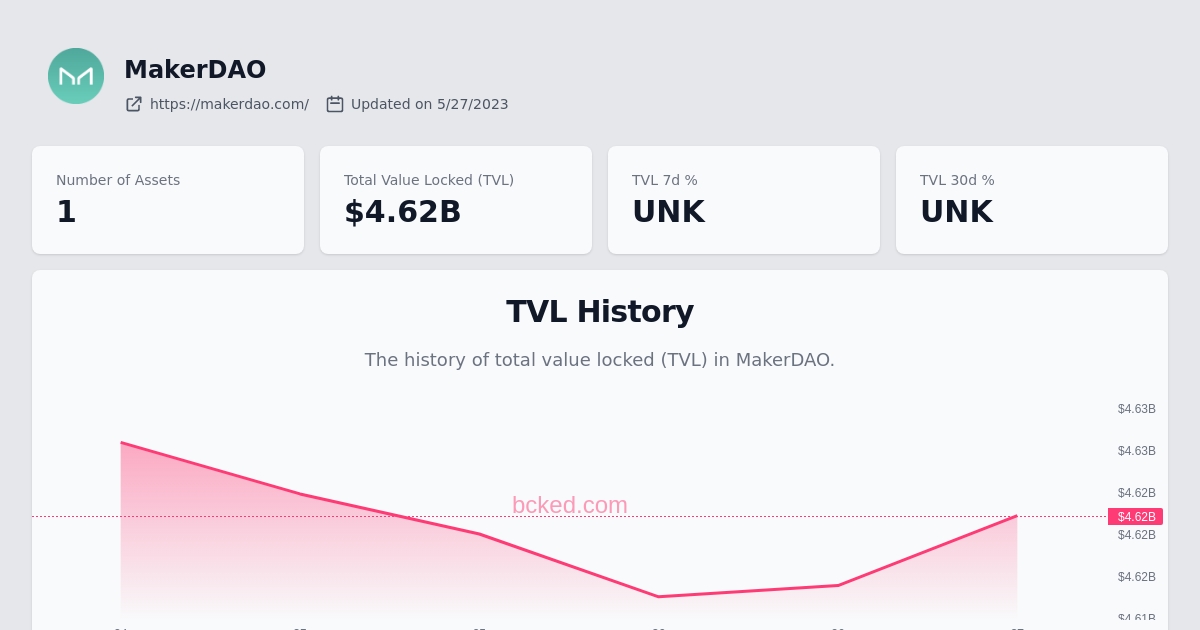 MakerDAO
https://makerdao.com/ Updated on 5/27/2023
Number of Assets
1
Total Value Locked (TVL)
$4.62B
TVL 7d %
UNK
TVL 30d %
UNK
TVL History
The history of total value locked (TVL) in MakerDAO.
$4.63B
$4.63B
$4.62B
bcked.com
$4.62B
$4.62B
$4.62B
$4.61B